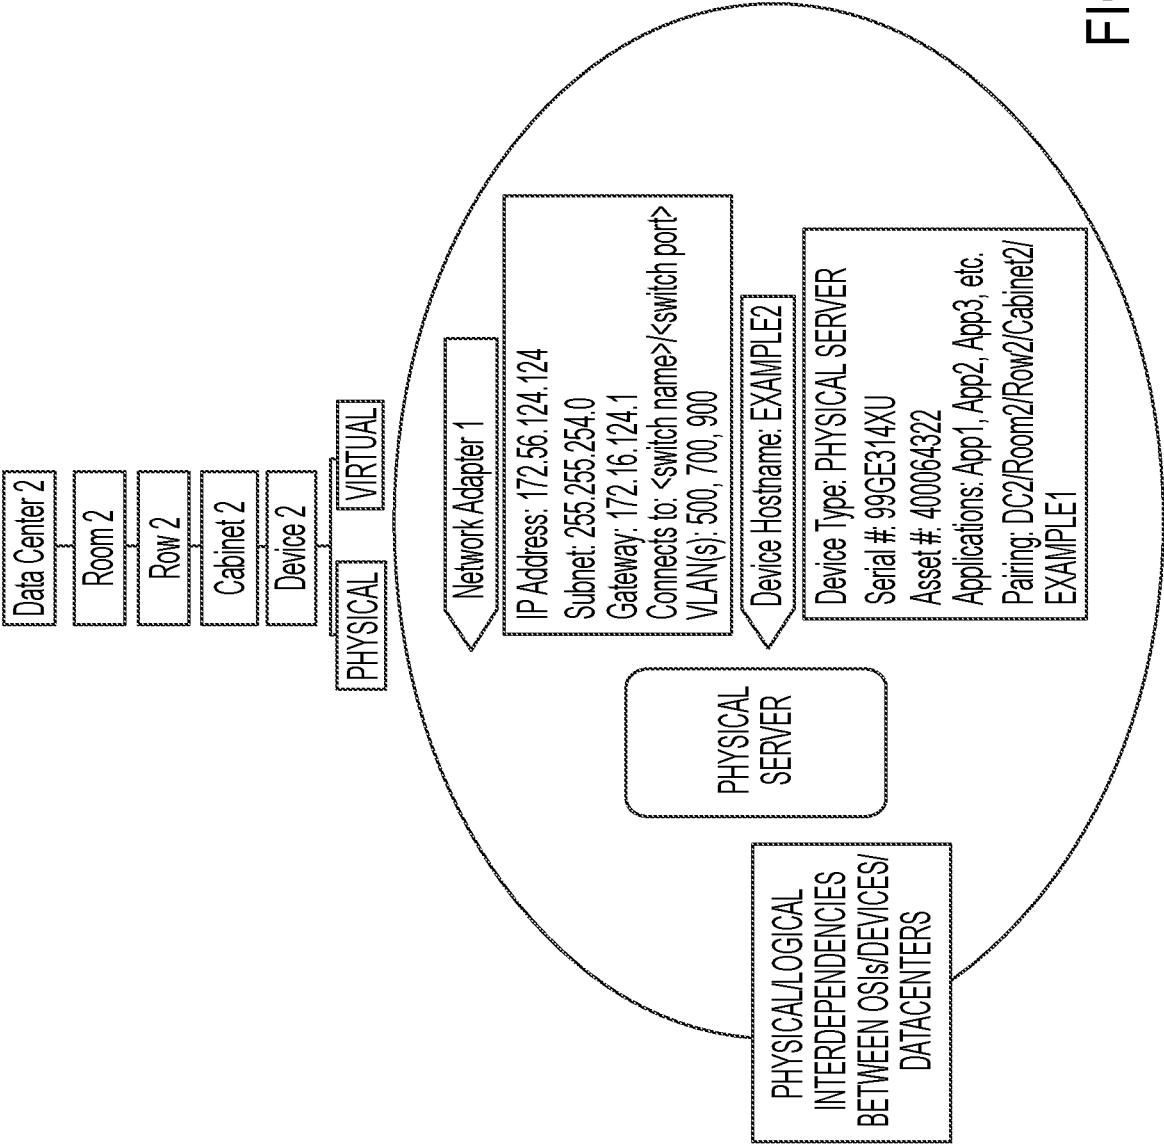 Data Center 2
Room 2
Row 2
Cabinet 2
Device 2
PHYSICAL
VIRTUAL
Network Adapter 1
IP Address: 172.56.124.124
Subnet: 255.255.254.0
Gateway: 172.16.124.1
Connects to: <switch name>/<switch port>
VLAN(s): 500, 700, 900
Device Hostname: EXAMPLE2
Device Type: PHYSICAL SERVER
Serial #: 99GE314XU
Asset #: 400064322
Applications: App1, App2, App3, etc.
Pairing: DC2/Room2/Row2/Cabinet2/
EXAMPLE1
PHYSICAL
SERVER
PHYSICAL/LOGICAL
INTERDEPENDENCIES
BETWEEN OSIs/DEVICES/
DATACENTERS